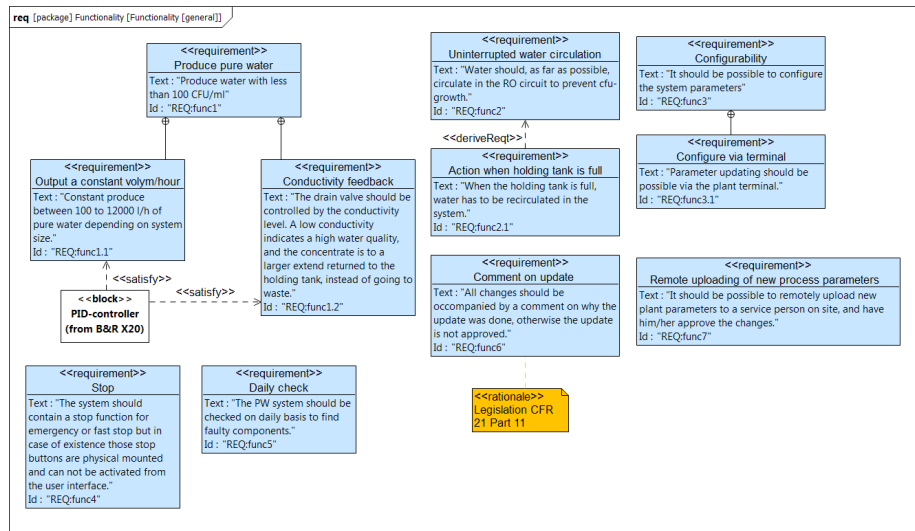 req [package] Functionality [Functionality [general]]
<<requirement>>
Produce pure water
Text : "Produce water with less
than 100 CFU/ml"
Id : "REQ:func1"
<<requirement>>
Uninterrupted water circulation
Text : "Water should, as far as possible,
circulate in the RO circuit to prevent cfu-
growth."
Id : "REQ:func2"
<<requirement>>
Configurability
Text : "It should be possible to configure
the system parameters"
Id : "REQ:func3"
<<requirement>>
Output a constant volym/hour
Text : "Constant produce
between 100 to 12000 l/h of
pure water depending on system
size."
Id : "REQ:func1.1"
<<requirement>>
Conductivity feedback
Text : "The drain valve should be
controlled by the conductivity
level. A low conductivity
indicates a high water quality,
and the concentrate is to a
larger extend returned to the
holding tank, instead of going to
waste."
Id : "REQ:func1.2"
<<deriveReqt>>
<<requirement>>
Action when holding tank is full
Text : "When the holding tank is full,
water has to be recirculated in the
system."
Id : "REQ:func2.1"
<<requirement>>
Configure via terminal
Text : "Parameter updating should be
possible via the plant terminal."
Id : "REQ:func3.1"
<<satisfy>>
<<satisfy>>
<<block>>
PID-controller
(from B&R X20)
<<requirement>>
Comment on update
Text : "All changes should be
occompanied by a comment on why the
update was done, otherwise the update
is not approved."
Id : "REQ:func6"
<<requirement>>
Remote uploading of new process parameters
Text : "It should be possible to remotely upload new
plant parameters to a service person on site, and have
him/her approve the changes."
Id : "REQ:func7"
<<requirement>>
Stop
Text : "The system should
contain a stop function for
emergency or fast stop but in
case of existence those stop
buttons are physical mounted
and can not be activated from
the user interface."
Id : "REQ:func4"
<<requirement>>
Daily check
Text : "The PW system should be
checked on daily basis to find
faulty components."
Id : "REQ:func5"
<<rationale>>
Legislation CFR
21 Part 11